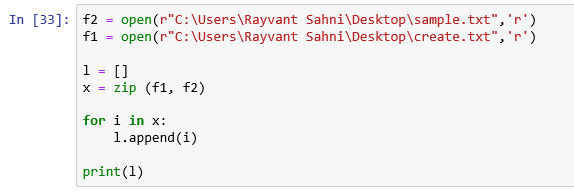 In [33]: f2 = open(r"C:\Users\Rayvant Sahni\Desktop\sample.txt",'r')
f1 = open(r"C:\Users\Rayvant Sahni\Desktop\create.txt",'r')
l = []
x = zip (f1, f2)
for i in x:
    l.append(i)
print(l)